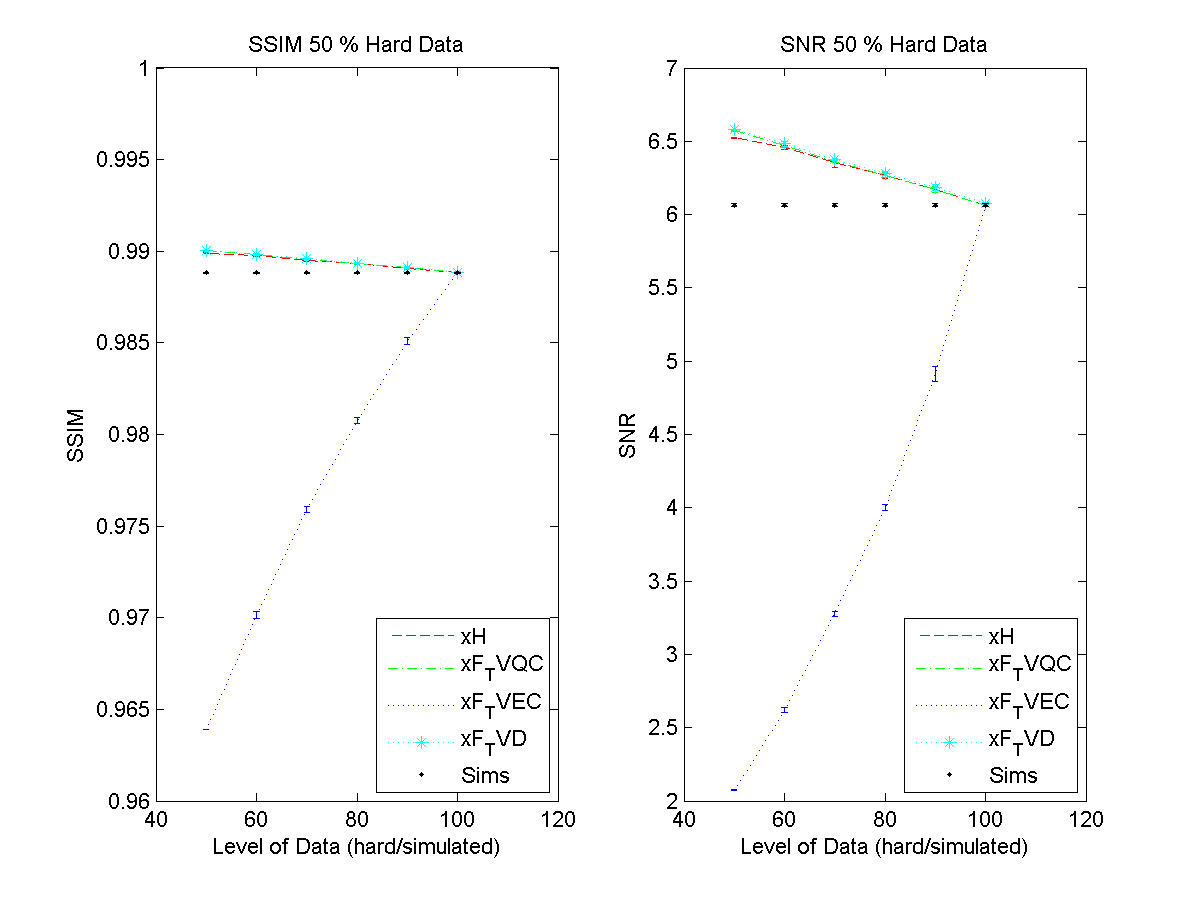 SSIM 50 % Hard Data
1
0.995
0.99
0.985
0.98
0.975
0.97
0.965
0.96
SSIM
40
60
80
100
120
Level of Data (hard/simulated)
xH
xF_TVQC
xF_TVEC
xF_TVD
Sims
SNR 50 % Hard Data
7
6.5
6
5.5
5
4.5
4
3.5
3
2.5
2
SNR
40
60
80
100
120
Level of Data (hard/simulated)
xH
xF_TVQC
xF_TVEC
xF_TVD
Sims